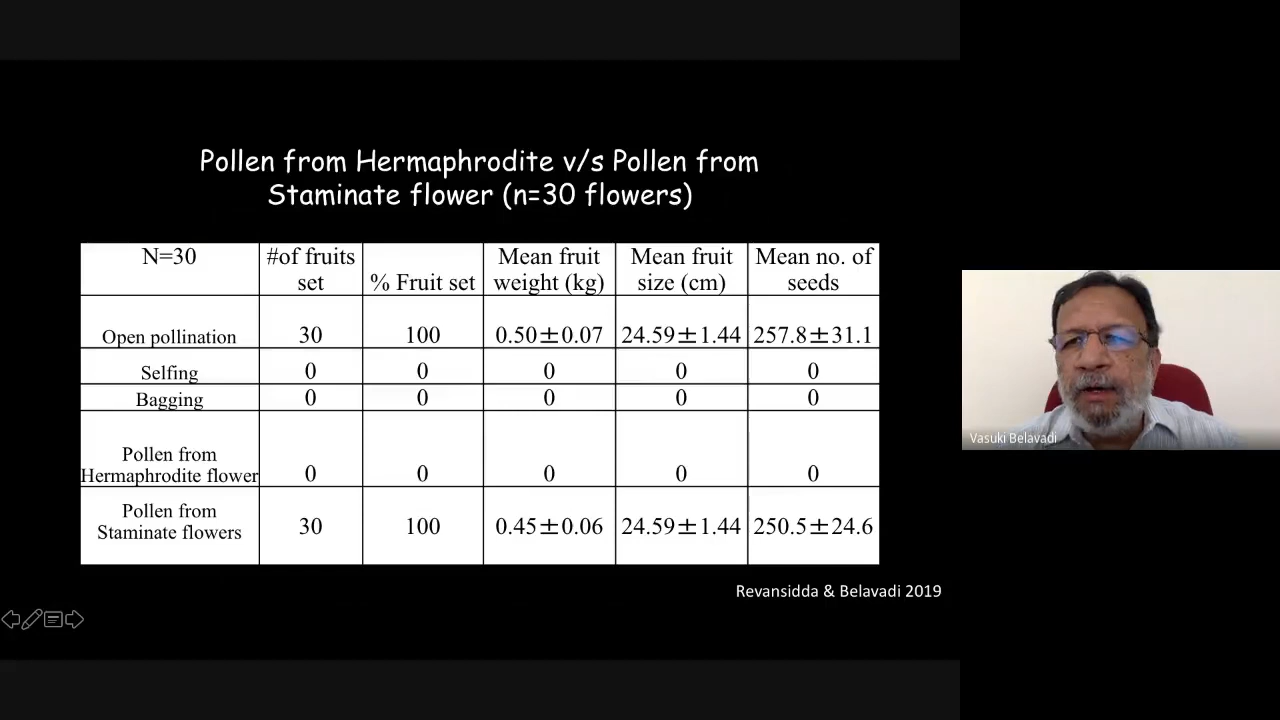 Pollen from Hermaphrodite v/s Pollen from
Staminate flower (n=30 flowers)
N=30 #of fruits set % Fruit set Mean fruit weight (kg) Mean fruit size (cm) Mean no. of seeds
Open pollination 30 100 0.50±0.07 24.59±1.44 257.8±31.1
Selfing 0 0 0 0 0
Bagging 0 0 0 0 0
Pollen from Hermaphrodite flower 0 0 0 0 0
Pollen from Staminate flowers 30 100 0.45±0.06 24.59±1.44 250.5±24.6
Revansidda & Belavadi 2019
Vasuki Belavadi